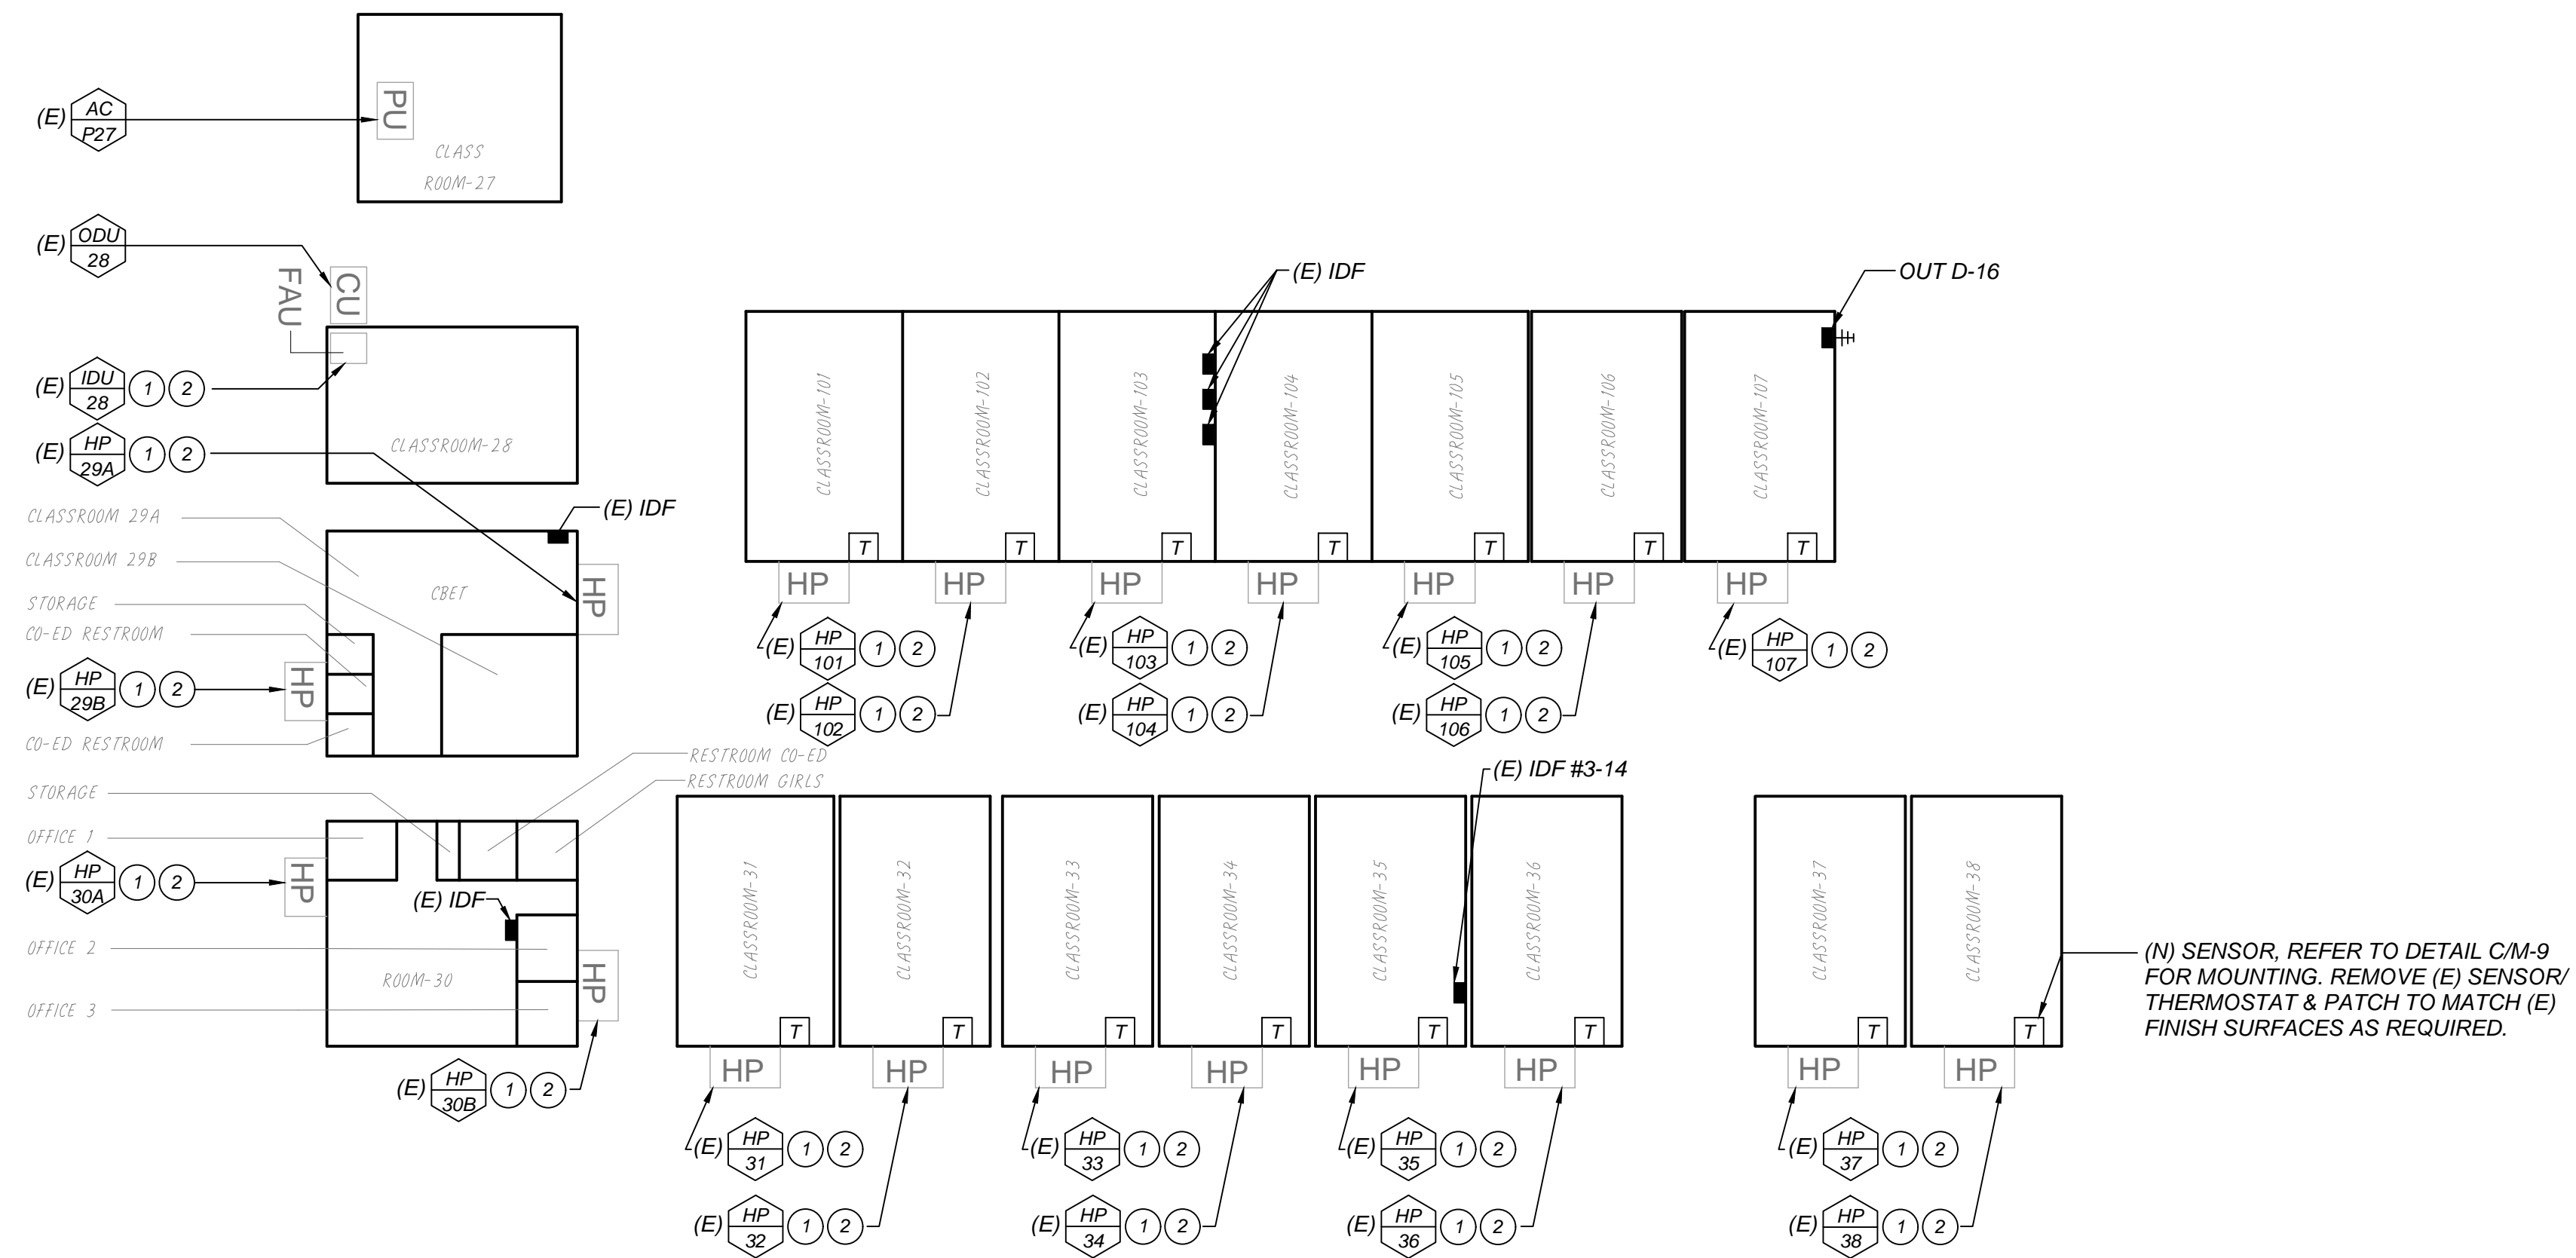 (E) AC
P27
PU
CLASS
ROOM-27
(E) ODU
28
FAU
CU
(E) IDU
28
1 2
(E) HP
29A
1 2
CLASSROOM-28
CLASSROOM 29A
(E) IDF
CLASSROOM 29B
CBET
HP
STORAGE
CO-ED RESTROOM
(E) HP
29B
1 2
HP
CO-ED RESTROOM
RESTROOM CO-ED
RESTROOM GIRLS
STORAGE
OFFICE 1
(E) HP
30A
1 2
HP
(E) IDF
OFFICE 2
ROOM-30
HP
OFFICE 3
(E) HP
30B
1 2
(E) IDF
OUT D-16
CLASSROOM-101
CLASSROOM-102
CLASSROOM-103
CLASSROOM-104
CLASSROOM-105
CLASSROOM-106
CLASSROOM-107
T
T
T
T
T
T
T
HP
HP
HP
HP
HP
HP
HP
(E) HP
101
1 2
(E) HP
103
1 2
(E) HP
105
1 2
(E) HP
107
1 2
(E) HP
102
1 2
(E) HP
104
1 2
(E) HP
106
1 2
(E) IDF #3-14
CLASSROOM-31
CLASSROOM-32
CLASSROOM-33
CLASSROOM-34
CLASSROOM-35
CLASSROOM-36
CLASSROOM-37
CLASSROOM-38
(N) SENSOR, REFER TO DETAIL C/M-9
FOR MOUNTING. REMOVE (E) SENSOR/
THERMOSTAT & PATCH TO MATCH (E)
FINISH SURFACES AS REQUIRED.
T
T
T
T
T
T
T
T
HP
HP
HP
HP
HP
HP
HP
HP
(E) HP
31
1 2
(E) HP
33
1 2
(E) HP
35
1 2
(E) HP
37
1 2
(E) HP
32
1 2
(E) HP
34
1 2
(E) HP
36
1 2
(E) HP
38
1 2